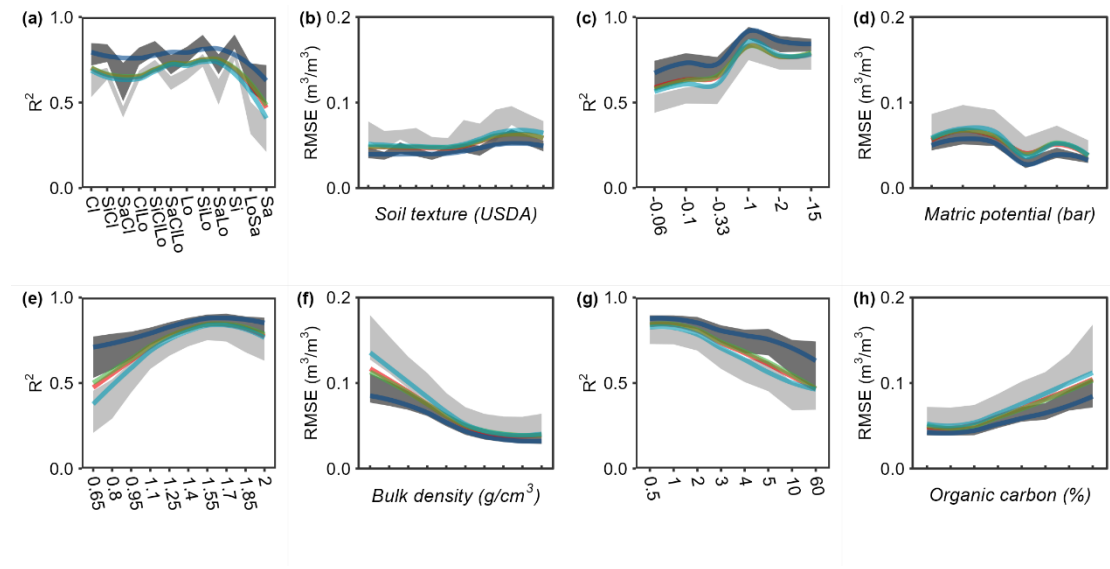 (a)
R²
1.0
0.5
0.0
Cl
SiCl
SaCl
ClLo
SiClLo
SaClLo
Lo
SiLo
SaLo
Si
LoSa
Sa
(b)
RMSE (m³/m³)
0.2
0.1
0.0
Soil texture (USDA)
(c)
R²
1.0
0.5
0.0
-0.06
-0.1
-0.33
-1
-2
-15
(d)
RMSE (m³/m³)
0.2
0.1
0.0
Matric potential (bar)
(e)
R²
1.0
0.5
0.0
0.65
0.8
0.95
1.1
1.25
1.4
1.55
1.7
1.85
2
(f)
RMSE (m³/m³)
0.2
0.1
0.0
Bulk density (g/cm³)
(g)
R²
1.0
0.5
0.0
0.5
1
2
3
4
5
10
60
(h)
RMSE (m³/m³)
0.2
0.1
0.0
Organic carbon (%)